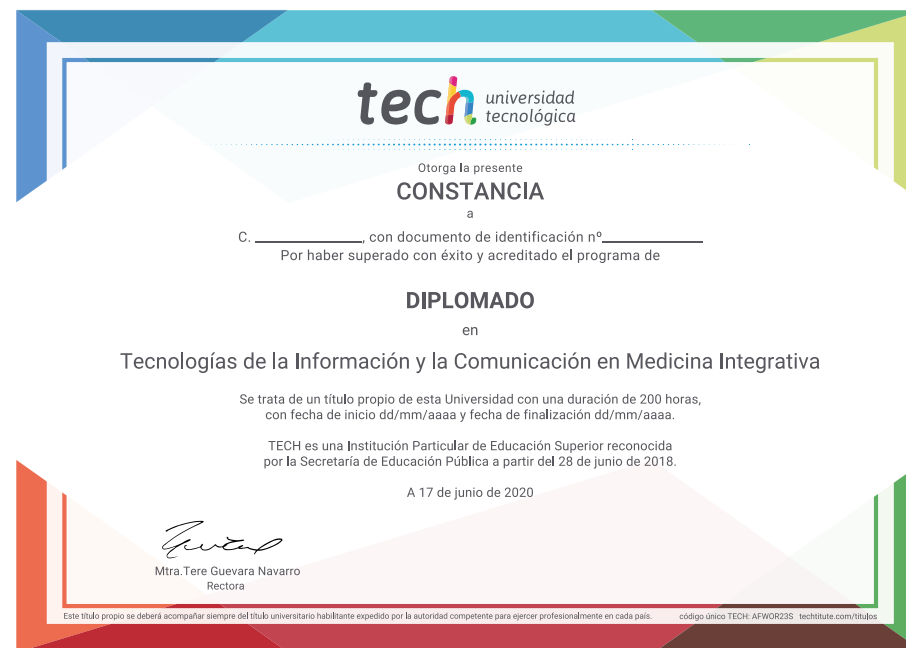 tech universidad
tecnológica
Otorga la presente
CONSTANCIA
a
C. ____________, con documento de identificación nº____________
Por haber superado con éxito y acreditado el programa de
DIPLOMADO
en
Tecnologías de la Información y la Comunicación en Medicina Integrativa
Se trata de un título propio de esta Universidad con una duración de 200 horas,
con fecha de inicio dd/mm/aaaa y fecha de finalización dd/mm/aaaa.
TECH es una Institución Particular de Educación Superior reconocida
por la Secretaría de Educación Pública a partir del 28 de junio de 2018.
A 17 de junio de 2020
Mtra.Tere Guevara Navarro
Rectora
Este título propio se deberá acompañar siempre del título universitario habilitante expedido por la autoridad competente para ejercer profesionalmente en cada país. código único TECH: AFWOR23S techtitute.com/titulos